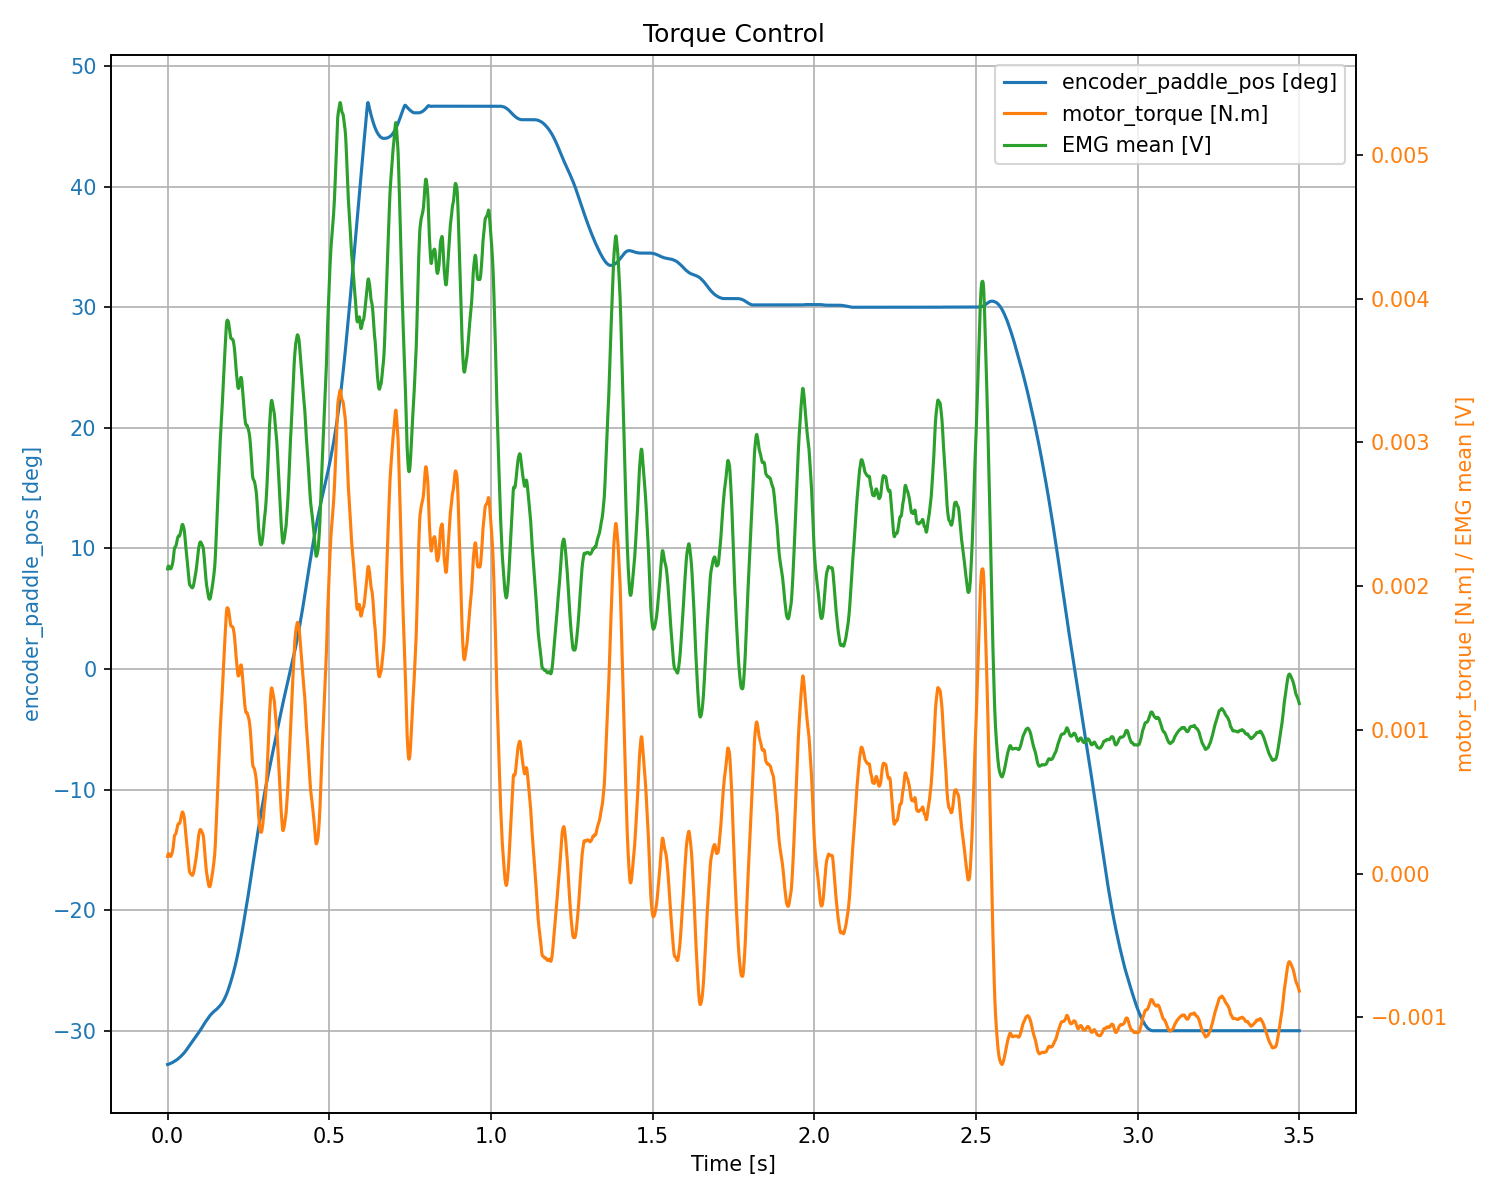 Torque Control
encoder_paddle_pos [deg]
motor_torque [N.m]
EMG mean [V]
50
40
30
20
10
0
−10
−20
−30
encoder_paddle_pos [deg]
0.005
0.004
0.003
0.002
0.001
0.000
−0.001
motor_torque [N.m] / EMG mean [V]
0.0 0.5 1.0 1.5 2.0 2.5 3.0 3.5
Time [s]